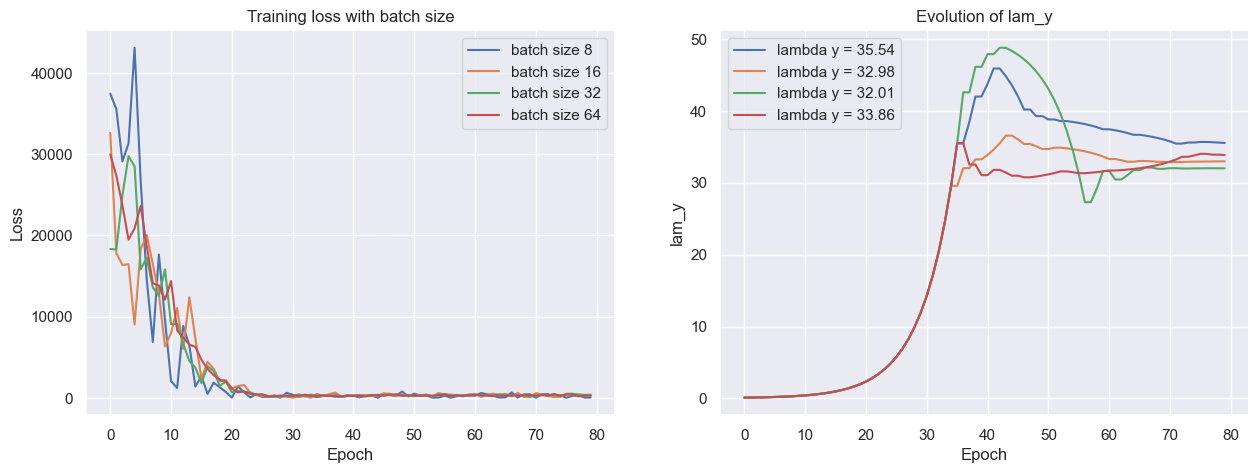 Training loss with batch size
Loss
40000
30000
20000
10000
0
batch size 8
batch size 16
batch size 32
batch size 64
0 10 20 30 40 50 60 70 80
Epoch
Evolution of lam_y
lam_y
50
40
30
20
10
0
lambda y = 35.54
lambda y = 32.98
lambda y = 32.01
lambda y = 33.86
0 10 20 30 40 50 60 70 80
Epoch